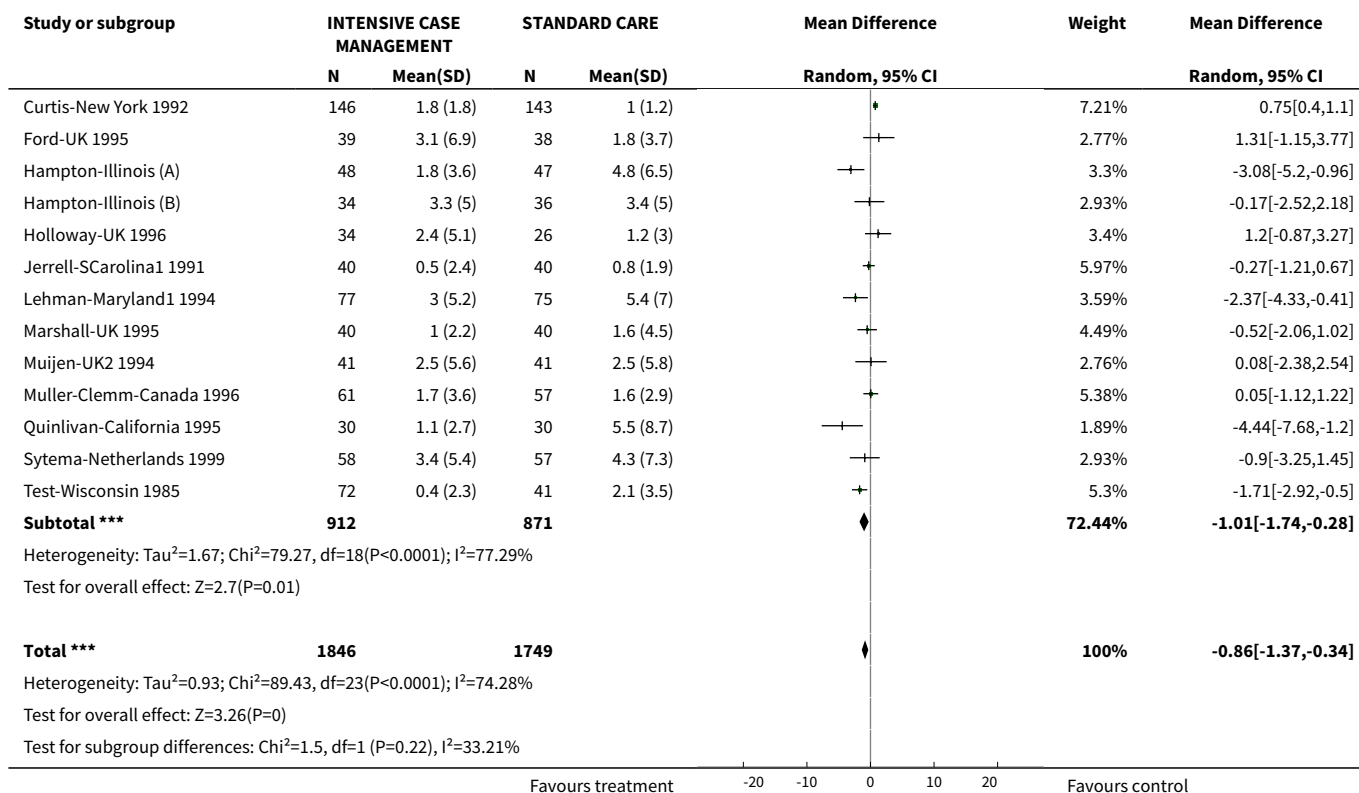 Study or subgroup INTENSIVE CASE MANAGEMENT STANDARD CARE Mean Difference Weight Mean Difference
N Mean(SD) N Mean(SD) Random, 95% CI Random, 95% CI
Curtis-New York 1992 146 1.8 (1.8) 143 1 (1.2) 7.21% 0.75[0.4,1.1]
Ford-UK 1995 39 3.1 (6.9) 38 1.8 (3.7) 2.77% 1.31[-1.15,3.77]
Hampton-Illinois (A) 48 1.8 (3.6) 47 4.8 (6.5) 3.3% -3.08[-5.2,-0.96]
Hampton-Illinois (B) 34 3.3 (5) 36 3.4 (5) 2.93% -0.17[-2.52,2.18]
Holloway-UK 1996 34 2.4 (5.1) 26 1.2 (3) 3.4% 1.2[-0.87,3.27]
Jerrell-SCarolina1 1991 40 0.5 (2.4) 40 0.8 (1.9) 5.97% -0.27[-1.21,0.67]
Lehman-Maryland1 1994 77 3 (5.2) 75 5.4 (7) 3.59% -2.37[-4.33,-0.41]
Marshall-UK 1995 40 1 (2.2) 40 1.6 (4.5) 4.49% -0.52[-2.06,1.02]
Muijen-UK2 1994 41 2.5 (5.6) 41 2.5 (5.8) 2.76% 0.08[-2.38,2.54]
Muller-Clemm-Canada 1996 61 1.7 (3.6) 57 1.6 (2.9) 5.38% 0.05[-1.12,1.22]
Quinlivan-California 1995 30 1.1 (2.7) 30 5.5 (8.7) 1.89% -4.44[-7.68,-1.2]
Sytema-Netherlands 1999 58 3.4 (5.4) 57 4.3 (7.3) 2.93% -0.9[-3.25,1.45]
Test-Wisconsin 1985 72 0.4 (2.3) 41 2.1 (3.5) 5.3% -1.71[-2.92,-0.5]
Subtotal *** 912 871 72.44% -1.01[-1.74,-0.28]
Heterogeneity: Tau²=1.67; Chi²=79.27, df=18(P<0.0001); I²=77.29%
Test for overall effect: Z=2.7(P=0.01)
Total *** 1846 1749 100% -0.86[-1.37,-0.34]
Heterogeneity: Tau²=0.93; Chi²=89.43, df=23(P<0.0001); I²=74.28%
Test for overall effect: Z=3.26(P=0)
Test for subgroup differences: Chi²=1.5, df=1 (P=0.22), I²=33.21%
Favours treatment -20 -10 0 10 20 Favours control